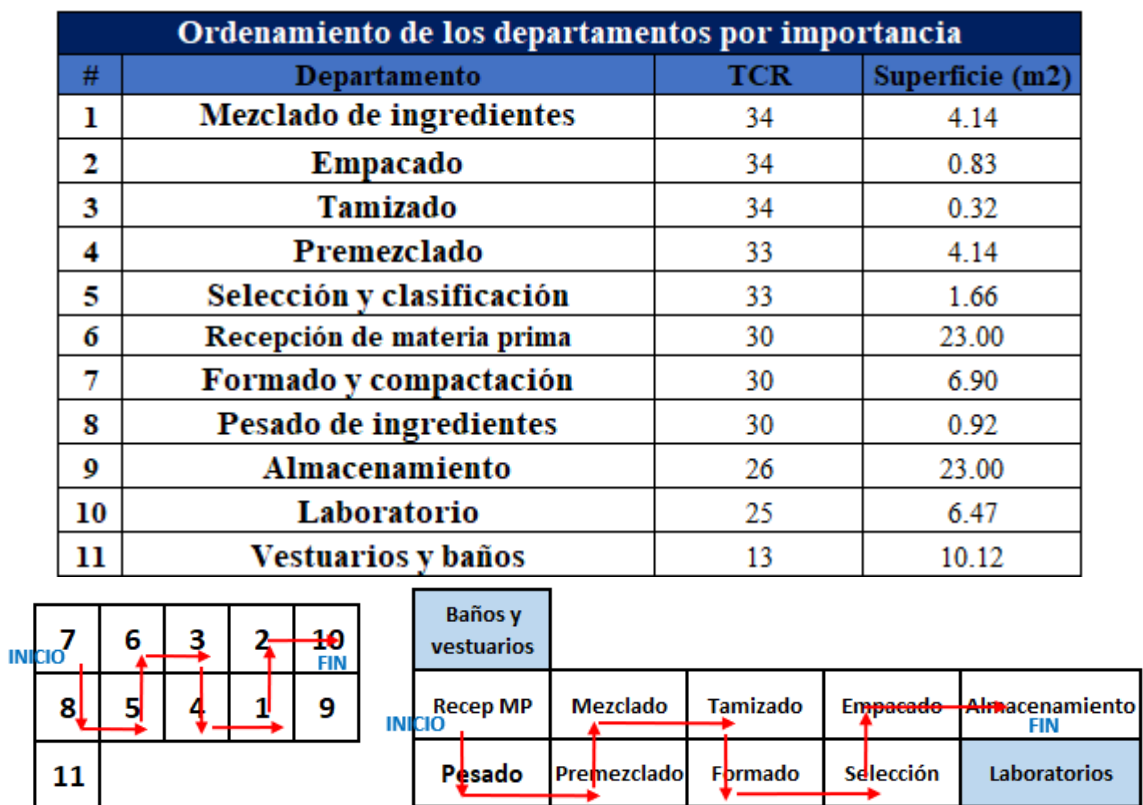 Ordenamiento de los departamentos por importancia
# Departamento TCR Superficie (m2)
1 Mezclado de ingredientes 34 4.14
2 Empacado 34 0.83
3 Tamizado 34 0.32
4 Premezclado 33 4.14
5 Selección y clasificación 33 1.66
6 Recepción de materia prima 30 23.00
7 Formado y compactación 30 6.90
8 Pesado de ingredientes 30 0.92
9 Almacenamiento 26 23.00
10 Laboratorio 25 6.47
11 Vestuarios y baños 13 10.12
7 6 3 2 10
INICIO
FIN
8 5 4 1 9
11
Baños y
vestuarios
Recep MP Mezclado Tamizado Empacado Almacenamiento
INICIO
FIN
Pesado Premezclado Formado Selección Laboratorios